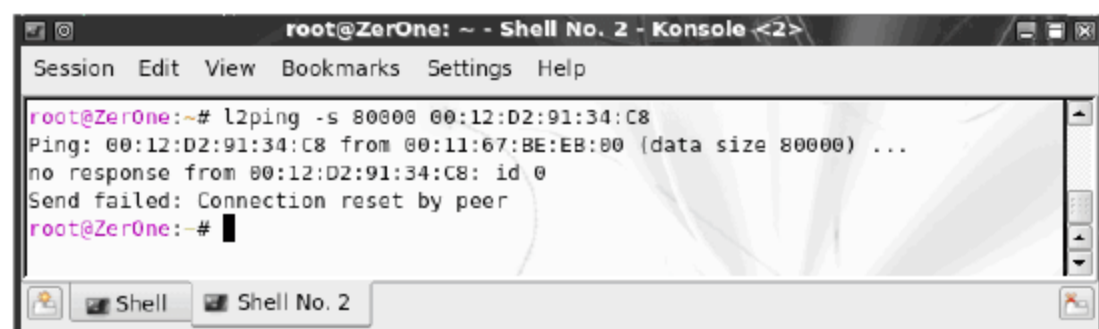 root@ZerOne: ~ - Shell No. 2 - Konsole <2>
Session Edit View Bookmarks Settings Help
root@ZerOne:~# l2ping -s 80000 00:12:D2:91:34:C8
Ping: 00:12:D2:91:34:C8 from 00:11:67:BE:EB:00 (data size 80000) ...
no response from 00:12:D2:91:34:C8: id 0
Send failed: Connection reset by peer
root@ZerOne:~#
Shell Shell No. 2